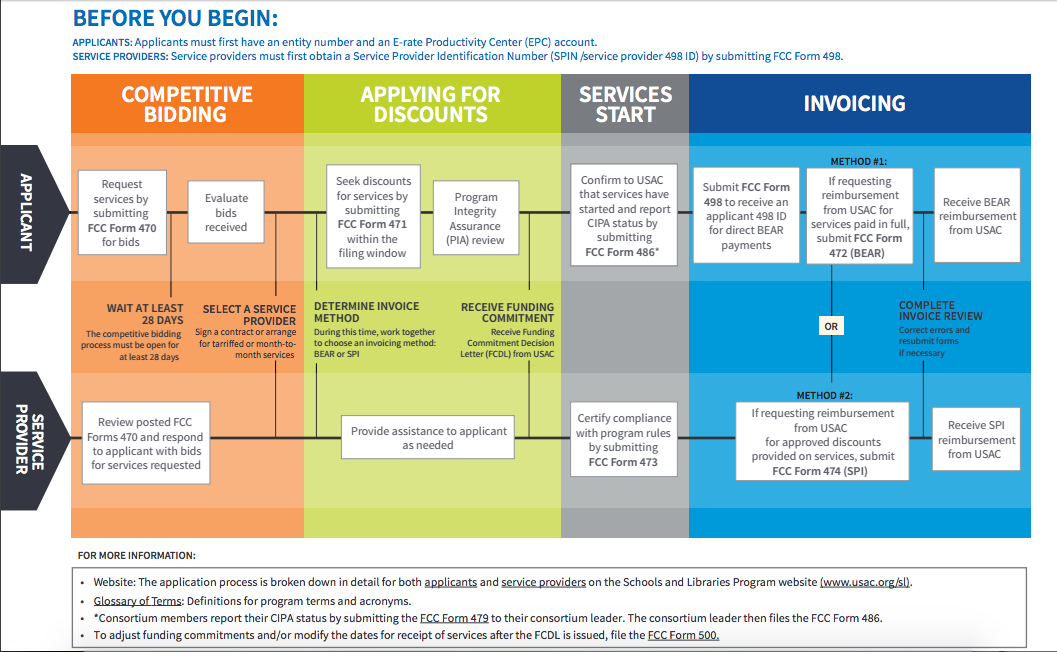 BEFORE YOU BEGIN:
APPLICANTS: Applicants must first have an entity number and an E-rate Productivity Center (EPC) account.
SERVICE PROVIDERS: Service providers must first obtain a Service Provider Identification Number (SPIN /service provider 498 ID) by submitting FCC Form 498.
COMPETITIVE
BIDDING
APPLYING FOR
DISCOUNTS
SERVICES
START
INVOICING
APPLICANT
Request
services by
submitting
FCC Form 470
for bids
Evaluate
bids
received
Seek discounts
for services by
submitting
FCC Form 471
within the
filing window
Program
Integrity
Assurance
(PIA) review
Confirm to USAC
that services have
started and report
CIPA status by
submitting
FCC Form 486*
Submit FCC Form
498 to receive an
applicant 498 ID
for direct BEAR
payments
METHOD #1:
If requesting
reimbursement
from USAC for
services paid in full,
submit FCC Form
472 (BEAR)
Receive BEAR
reimbursement
from USAC
WAIT AT LEAST
28 DAYS
The competitive bidding
process must be open for
at least 28 days
SELECT A SERVICE
PROVIDER
Sign a contract or arrange
for tarriffed or month-to-
month services
DETERMINE INVOICE
METHOD
During this time, work together
to choose an invoicing method:
BEAR or SPI
RECEIVE FUNDING
COMMITMENT
Receive Funding
Commitment Decision
Letter (FCDL) from USAC
OR
COMPLETE
INVOICE REVIEW
Correct errors and
resubmit forms
if necessary
SERVICE
PROVIDER
Review posted FCC
Forms 470 and respond
to applicant with bids
for services requested
Provide assistance to applicant
as needed
Certify compliance
with program rules
by submitting
FCC Form 473
METHOD #2:
If requesting reimbursement
from USAC
for approved discounts
provided on services, submit
FCC Form 474 (SPI)
Receive SPI
reimbursement
from USAC
FOR MORE INFORMATION:
• Website: The application process is broken down in detail for both applicants and service providers on the Schools and Libraries Program website (www.usac.org/sl).
• Glossary of Terms: Definitions for program terms and acronyms.
• *Consortium members report their CIPA status by submitting the FCC Form 479 to their consortium leader. The consortium leader then files the FCC Form 486.
• To adjust funding commitments and/or modify the dates for receipt of services after the FCDL is issued, file the FCC Form 500.